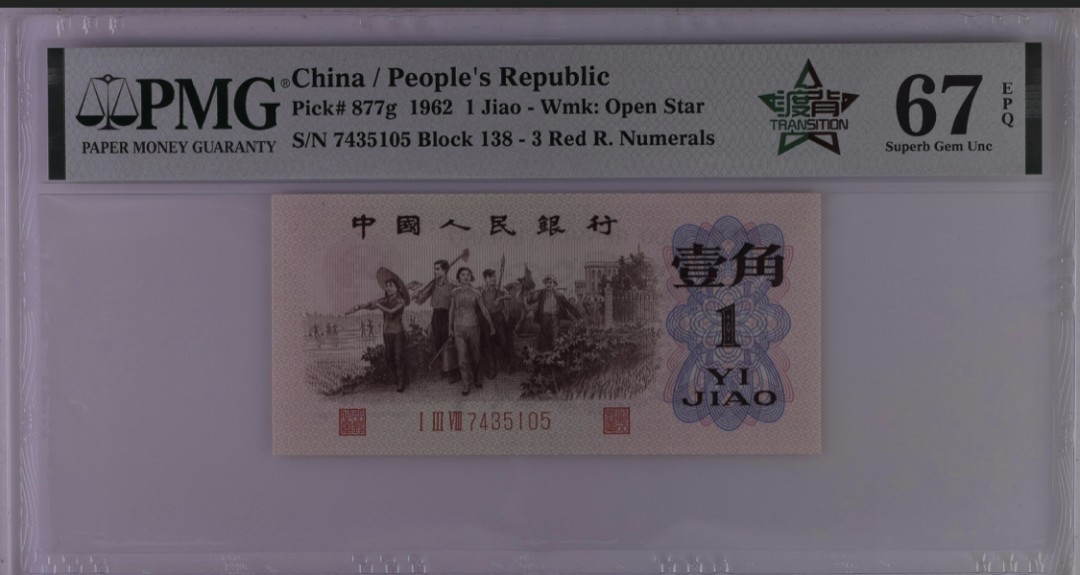 PMG®
PAPER MONEY GUARANTY
China / People's Republic
Pick# 877g 1962 1 Jiao - Wmk: Open Star
S/N 7435105 Block 138 - 3 Red R. Numerals
渡背
TRANSITION
67
EPQ
Superb Gem Unc
中國人民銀行
壹角
1
YI
JIAO
I III VIII 7435105